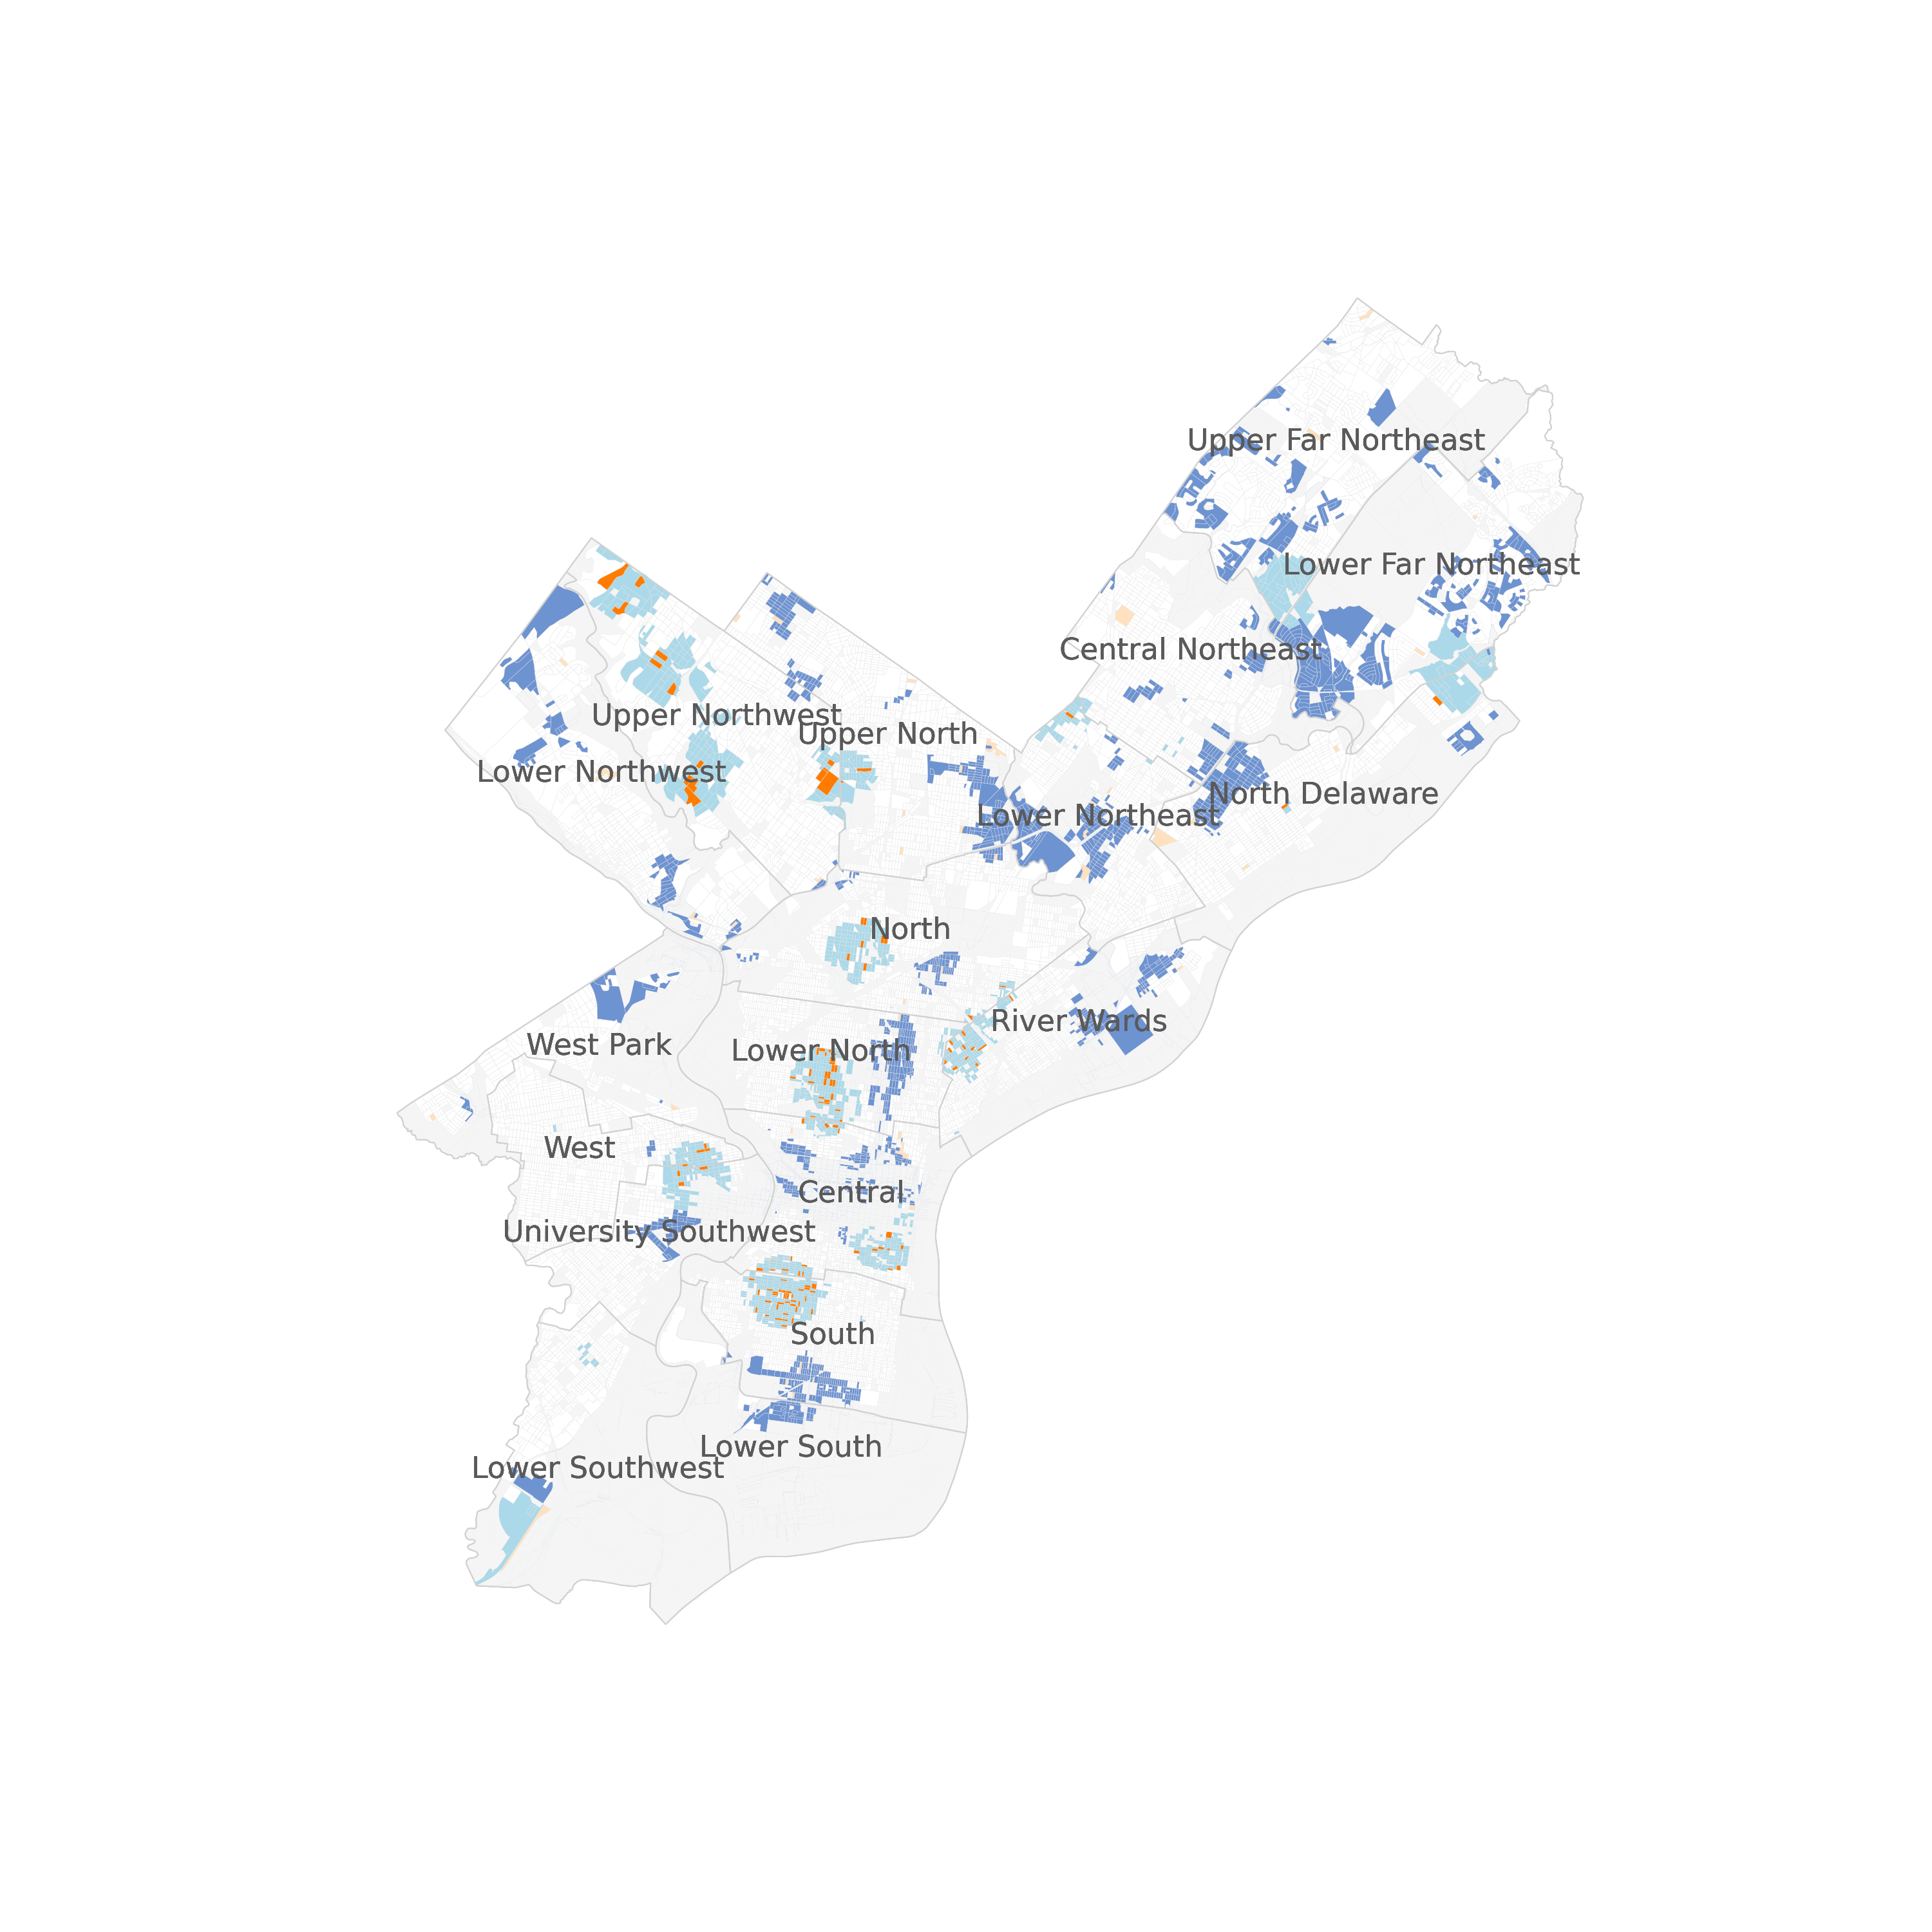 Upper Far Northeast
Lower Far Northeast
Central Northeast
Upper Northwest
Upper North
Lower Northwest
North Delaware
Lower Northeast
North
River Wards
West Park
Lower North
West
Central
University Southwest
South
Lower South
Lower Southwest